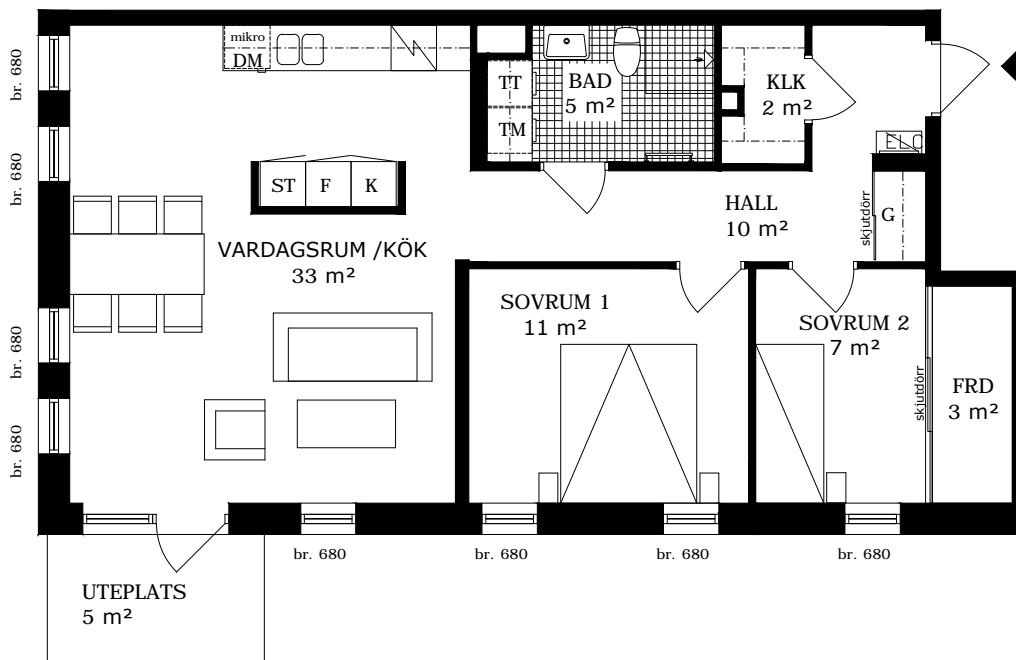 mikro
DM
br. 680
br. 680
br. 680
br. 680
TT
TM
BAD
5 m²
KLK
2 m²
ELC
ST
F
K
HALL
10 m²
skjutdörr
G
VARDAGSRUM /KÖK
33 m²
SOVRUM 1
11 m²
SOVRUM 2
7 m²
skjutdörr
FRD
3 m²
br. 680
br. 680
br. 680
br. 680
UTEPLATS
5 m²